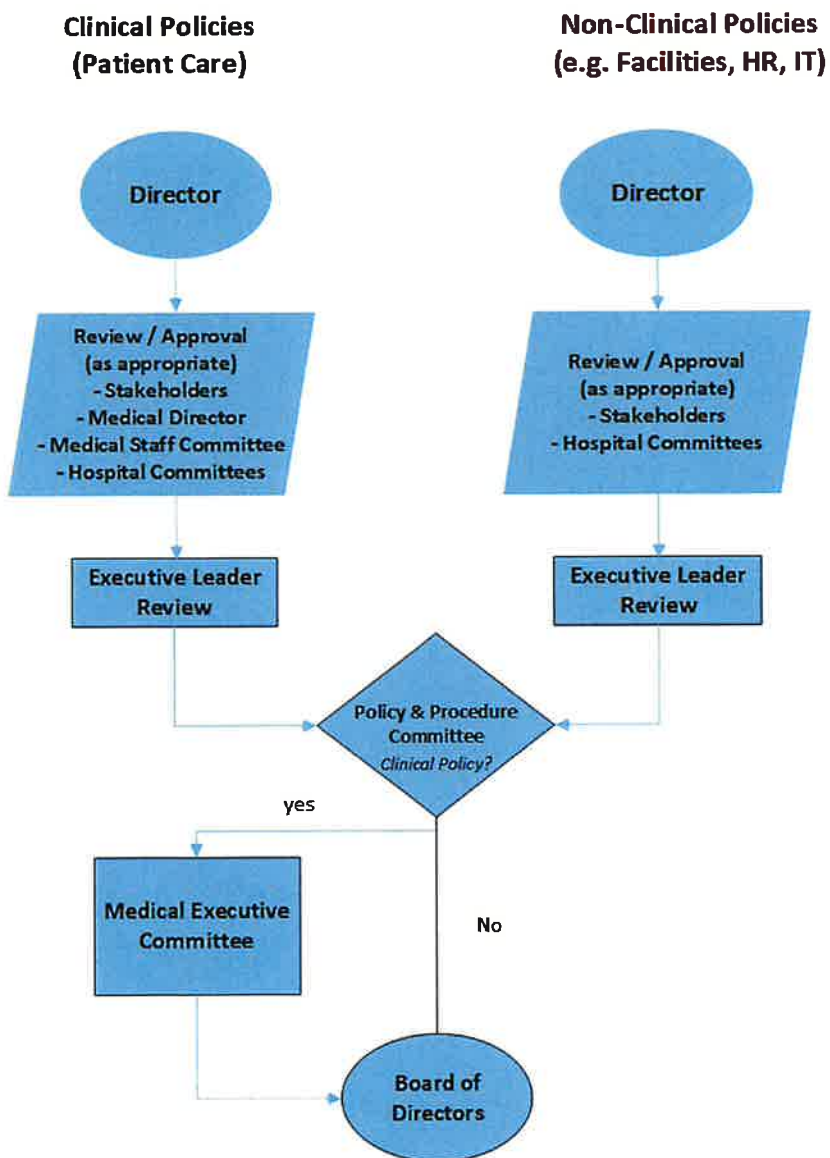 Clinical Policies
(Patient Care)
Non-Clinical Policies
(e.g. Facilities, HR, IT)
Director
Director
Review / Approval
(as appropriate)
- Stakeholders
- Medical Director
- Medical Staff Committee
- Hospital Committees
Review / Approval
(as appropriate)
- Stakeholders
- Hospital Committees
Executive Leader
Review
Executive Leader
Review
Policy & Procedure
Committee
Clinical Policy?
yes
Medical Executive
Committee
No
Board of
Directors